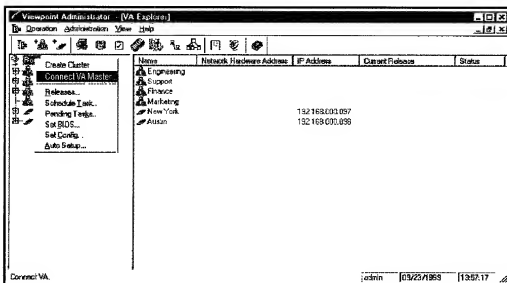 Viewpoint Administrator - [VA Explorer]
Operation Administration View Help
Name Network Hardware Address IP Address Current Release Status
Create Cluster
Connect VA Master
Releases...
Schedule Task...
Pending Tasks...
Set BIOS...
Set Config...
Auto Setup...
Engineering
Support
Finance
Marketing
New York 192.168.000.097
Austin 192.168.000.898
Connect VA. admin 09/23/1999 13:57:17